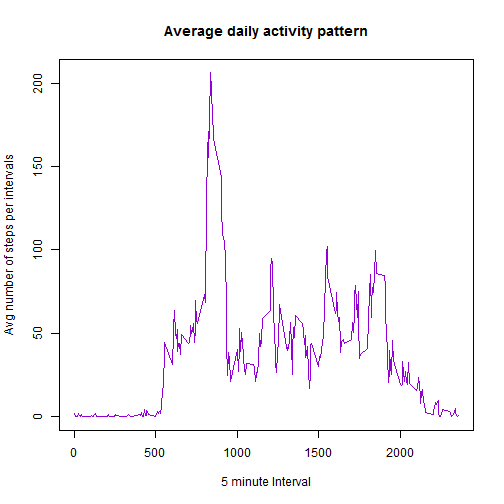 Average daily activity pattern
Avg number of steps per intervals
200
150
100
50
0
0 500 1000 1500 2000
5 minute Interval